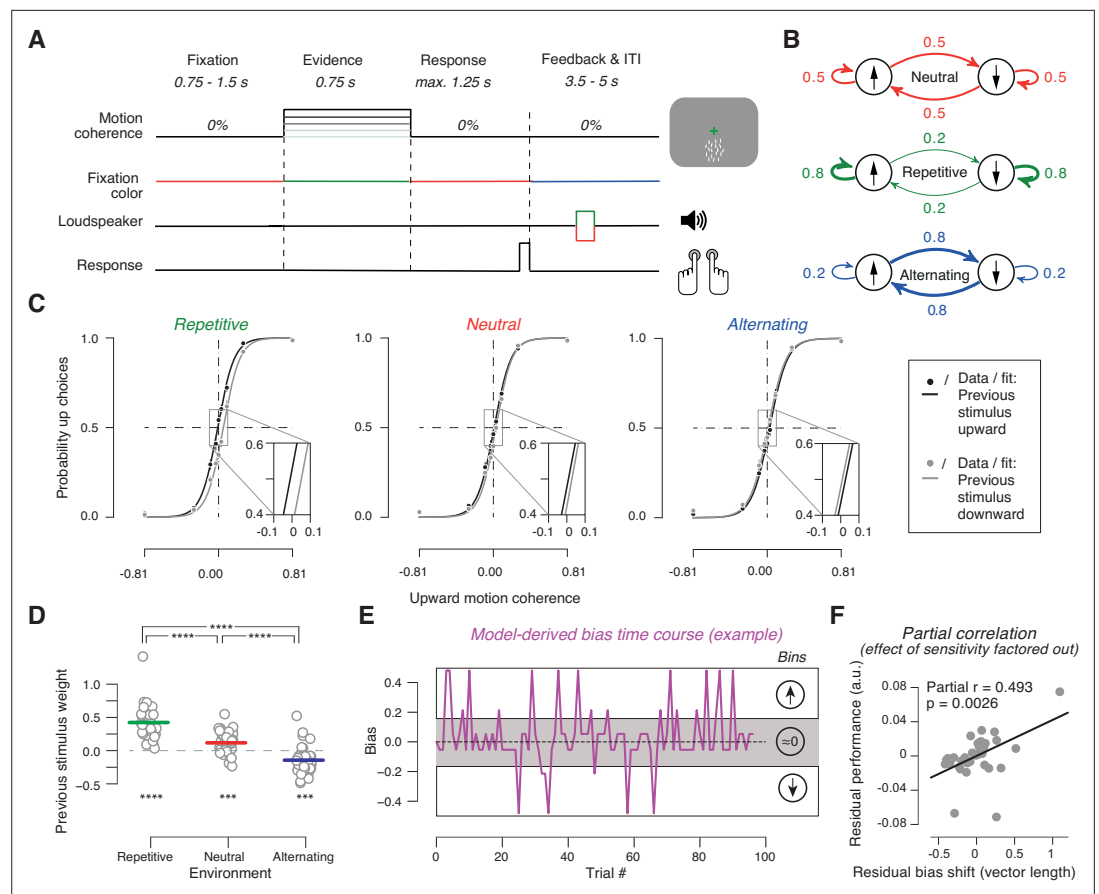 A
Fixation
0.75 - 1.5 s
Evidence
0.75 s
Response
max. 1.25 s
Feedback & ITI
3.5 - 5 s
Motion
coherence
0%
0%
0%
Fixation
color
Loudspeaker
Response
B
0.5
0.5
Neutral
0.5
0.5
0.2
0.8
Repetitive
0.8
0.2
0.8
0.2
Alternating
0.2
0.8
C
Repetitive
Neutral
Alternating
Probability up choices
1.0
0.5
0.0
0.6
0.4
-0.1 0 0.1
-0.81 0.00 0.81
1.0
0.5
0.0
0.6
0.4
-0.1 0 0.1
-0.81 0.00 0.81
1.0
0.5
0.0
0.6
0.4
-0.1 0 0.1
-0.81 0.00 0.81
Upward motion coherence
/ Data / fit:
Previous
stimulus
upward
/ Data / fit:
Previous
stimulus
downward
D
Previous stimulus weight
****
**** ****
1.0
0.5
0.0
−0.5
**** *** ***
Repetitive Neutral Alternating
Environment
E
Model-derived bias time course (example)
Bins
Bias
0.4
0.2
0.0
−0.2
−0.4
≈0
0 20 40 60 80 100
Trial #
F
Partial correlation
(effect of sensitivity factored out)
Residual performance (a.u.)
Partial r = 0.493
p = 0.0026
0.08
0.04
0
-0.04
-0.08
-0.5 0 0.5 1
Residual bias shift (vector length)